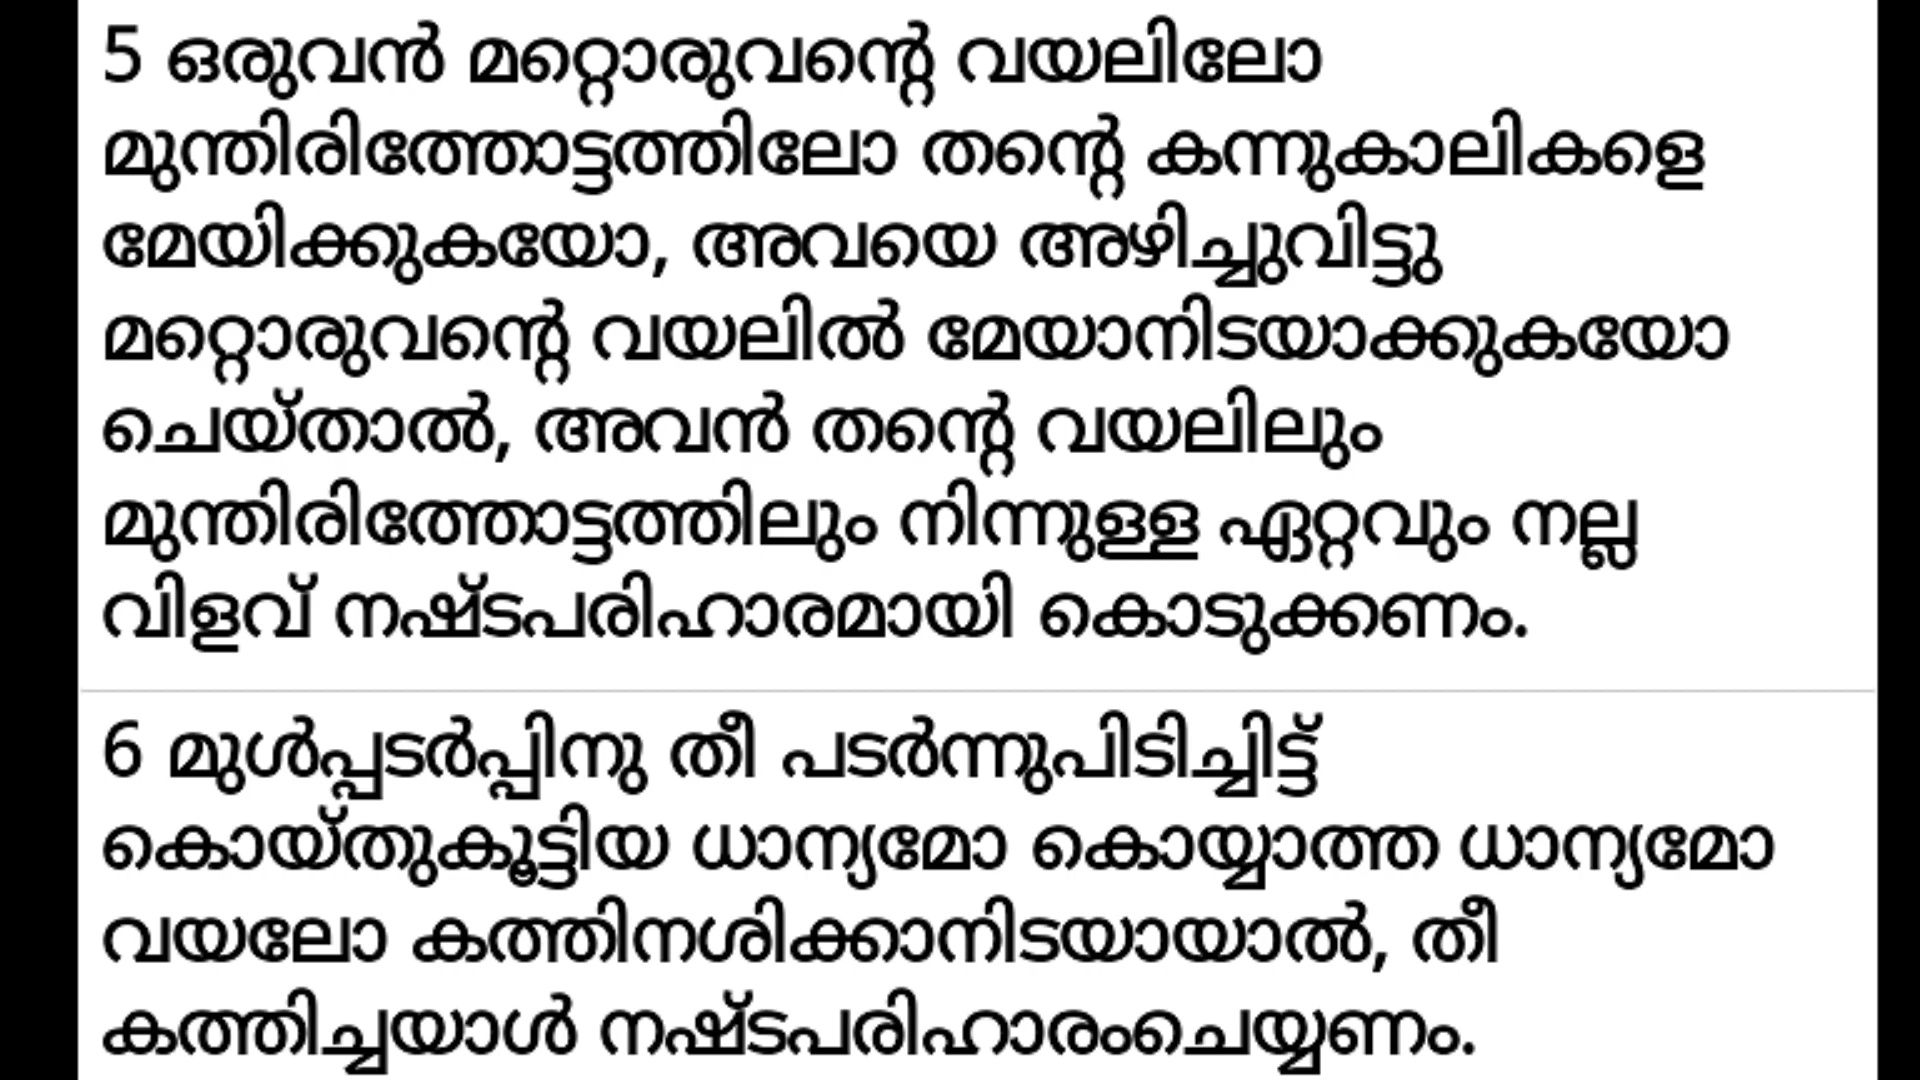 5 ഒരുവൻ മറ്റൊരുവന്റെ വയലിലോ
മുന്തിരിത്തോട്ടത്തിലോ തന്റെ കന്നുകാലികളെ
മേയിക്കുകയോ, അവയെ അഴിച്ചുവിട്ടു
മറ്റൊരുവന്റെ വയലിൽ മേയാനിടയാക്കുകയോ
ചെയ്താൽ, അവൻ തന്റെ വയലിലും
മുന്തിരിത്തോട്ടത്തിലും നിന്നുള്ള ഏറ്റവും നല്ല
വിളവ് നഷ്ടപരിഹാരമായി കൊടുക്കണം.
6 മുൾപ്പടർപ്പിനു തീ പടർന്നുപിടിച്ചിട്ട്
കൊയ്തുകൂട്ടിയ ധാന്യമോ കൊയ്യാത്ത ധാന്യമോ
വയലോ കത്തിനശിക്കാനിടയായാൽ, തീ
കത്തിച്ചയാൾ നഷ്ടപരിഹാരംചെയ്യണം.